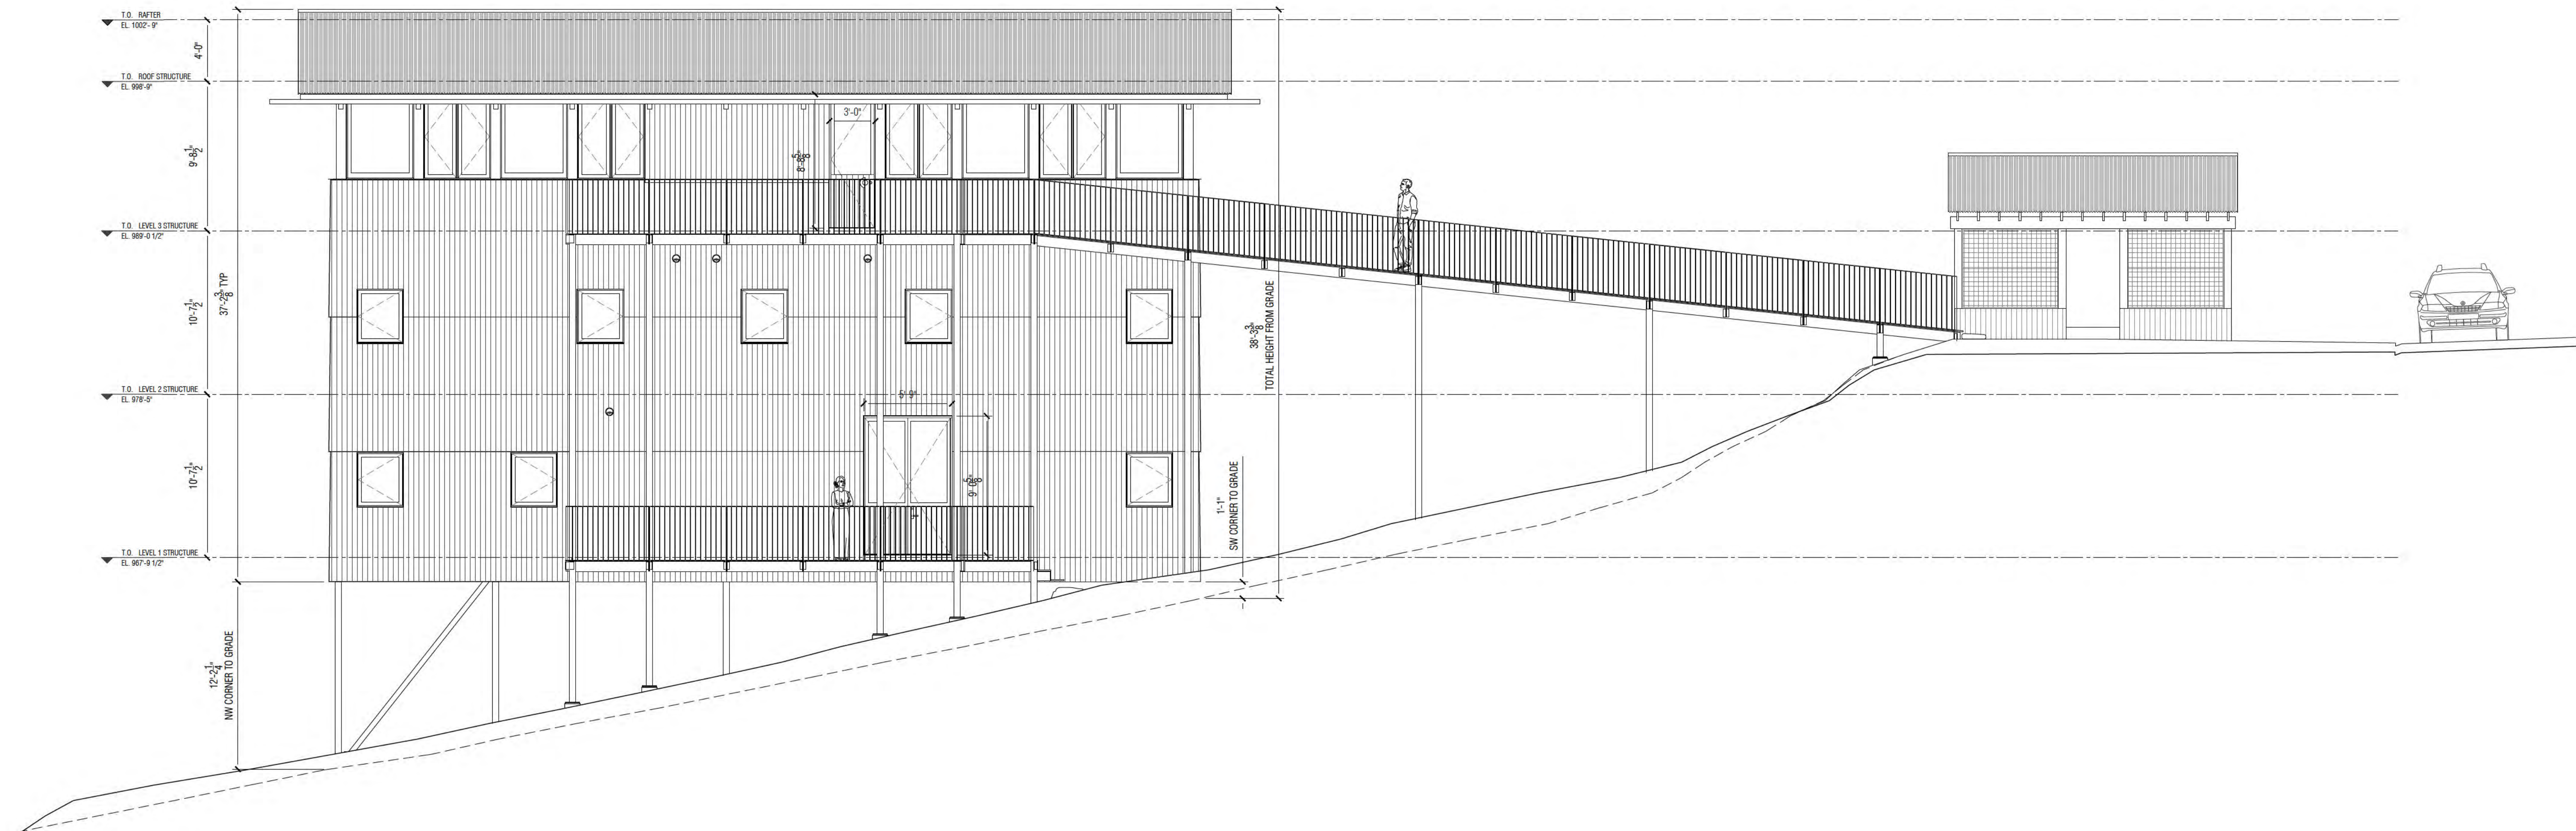 T.O. RAFTER
EL. 1002'- 9"
4'-0"
T.O. ROOF STRUCTURE
EL. 998'-9"
9'-8 1/2"
T.O. LEVEL 3 STRUCTURE
EL. 989'-0 1/2"
10'-7 1/2"
T.O. LEVEL 2 STRUCTURE
EL. 978'-5"
10'-7 1/2"
T.O. LEVEL 1 STRUCTURE
EL. 967'-9 1/2"
37'-2 3/8" TYP
12'-2 1/4"
NW CORNER TO GRADE
3'-0"
8'-8 5/8"
9' 0 5/8"
1'-1"
SW CORNER TO GRADE
38'-3 3/8"
TOTAL HEIGHT FROM GRADE